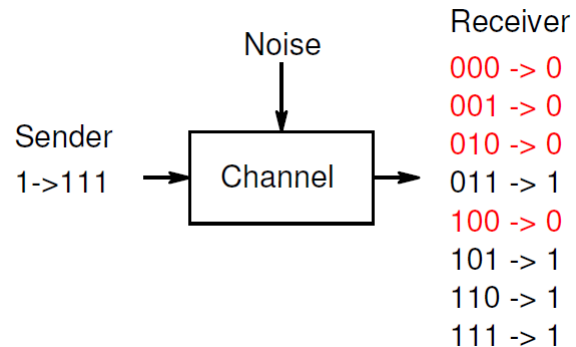 Noise
Sender
1->111
Channel
Receiver
000 -> 0
001 -> 0
010 -> 0
011 -> 1
100 -> 0
101 -> 1
110 -> 1
111 -> 1